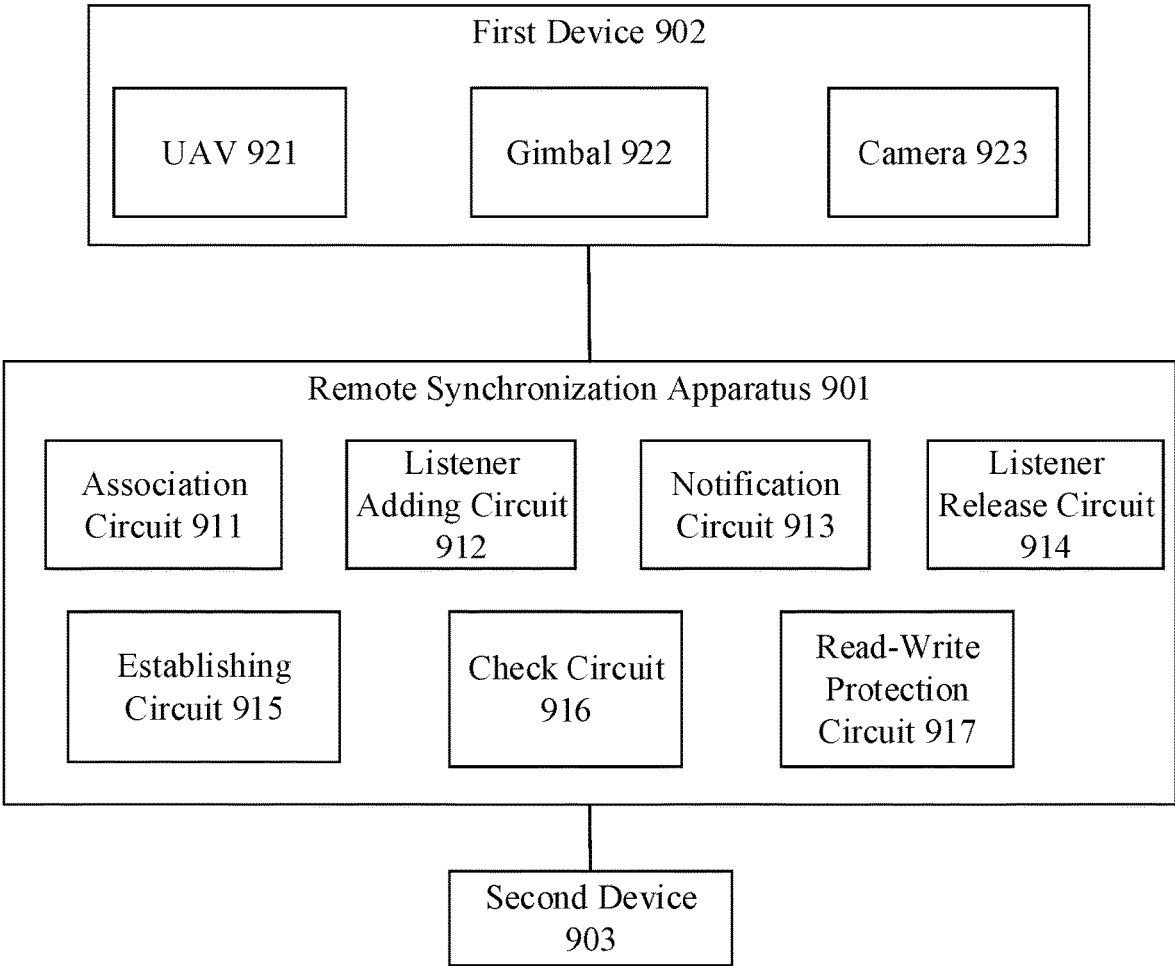 First Device 902
UAV 921
Gimbal 922
Camera 923
Remote Synchronization Apparatus 901
Association
Circuit 911
Listener
Adding Circuit
912
Notification
Circuit 913
Listener
Release Circuit
914
Establishing
Circuit 915
Check Circuit
916
Read-Write
Protection
Circuit 917
Second Device
903